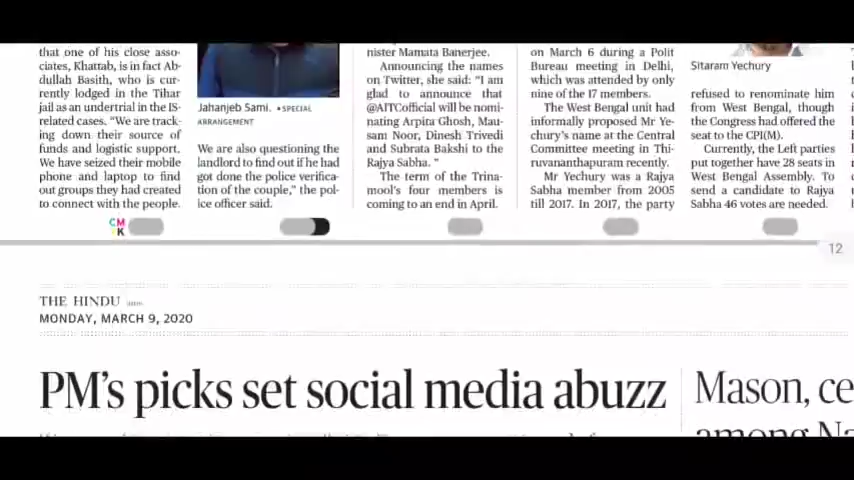 that one of his close asso-
ciates, Khattab, is in fact Ab-
dullah Basith, who is cur-
rently lodged in the Tihar
jail as an undertrial in the IS-
related cases. “We are track-
ing down their source of
funds and logistic support.
We have seized their mobile
phone and laptop to find
out groups they had created
to connect with the people.
Jahanjeb Sami. •SPECIAL
ARRANGEMENT
We are also questioning the
landlord to find out if he had
got done the police verifica-
tion of the couple,” the pol-
ice officer said.
nister Mamata Banerjee.
Announcing the names
on Twitter, she said: “I am
glad to announce that
@AITCofficial will be nomi-
nating Arpita Ghosh, Mau-
sam Noor, Dinesh Trivedi
and Subrata Bakshi to the
Rajya Sabha. ”
The term of the Trina-
mool’s four members is
coming to an end in April.
on March 6 during a Polit
Bureau meeting in Delhi,
which was attended by only
nine of the 17 members.
The West Bengal unit had
informally proposed Mr Ye-
chury’s name at the Central
Committee meeting in Thi-
ruvananthapuram recently.
Mr Yechury was a Rajya
Sabha member from 2005
till 2017. In 2017, the party
Sitaram Yechury
refused to renominate him
from West Bengal, though
the Congress had offered the
seat to the CPI(M).
Currently, the Left parties
put together have 28 seats in
West Bengal Assembly. To
send a candidate to Rajya
Sabha 46 votes are needed.
CM
K
12
THE HINDU
MONDAY, MARCH 9, 2020
PM’s picks set social media abuzz
Mason, ce
among Na